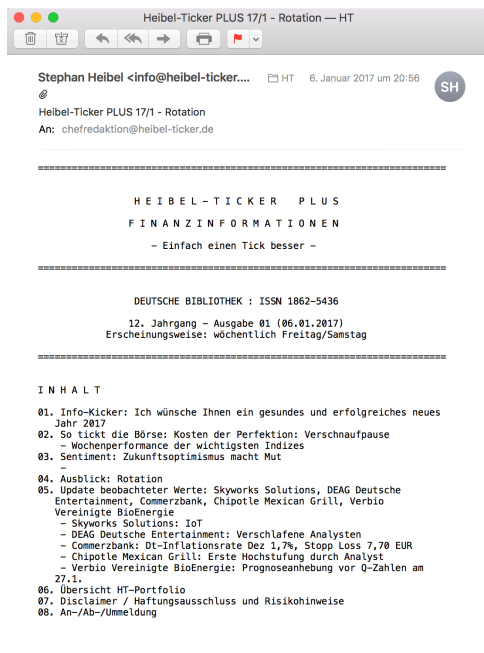 Heibel-Ticker PLUS 17/1 - Rotation — HT
Stephan Heibel <info@heibel-ticker.... HT 6. Januar 2017 um 20:56
SH
Heibel-Ticker PLUS 17/1 - Rotation
An: chefredaktion@heibel-ticker.de
========================================================================
H E I B E L - T I C K E R P L U S
F I N A N Z I N F O R M A T I O N E N
- Einfach einen Tick besser -
========================================================================
DEUTSCHE BIBLIOTHEK : ISSN 1862-5436
12. Jahrgang - Ausgabe 01 (06.01.2017)
Erscheinungsweise: wöchentlich Freitag/Samstag
========================================================================
I N H A L T
01. Info-Kicker: Ich wünsche Ihnen ein gesundes und erfolgreiches neues
Jahr 2017
02. So tickt die Börse: Kosten der Perfektion: Verschnaufpause
- Wochenperformance der wichtigsten Indizes
03. Sentiment: Zukunftsoptimismus macht Mut
-
04. Ausblick: Rotation
05. Update beobachteter Werte: Skyworks Solutions, DEAG Deutsche
Entertainment, Commerzbank, Chipotle Mexican Grill, Verbio
Vereinigte BioEnergie
- Skyworks Solutions: IoT
- DEAG Deutsche Entertainment: Verschlafene Analysten
- Commerzbank: Dt-Inflationsrate Dez 1,7%, Stopp Loss 7,70 EUR
- Chipotle Mexican Grill: Erste Hochstufung durch Analyst
- Verbio Vereinigte BioEnergie: Prognoseanhebung vor Q-Zahlen am
27.1.
06. Übersicht HT-Portfolio
07. Disclaimer / Haftungsausschluss und Risikohinweise
08. An-/Ab-/Ummeldung